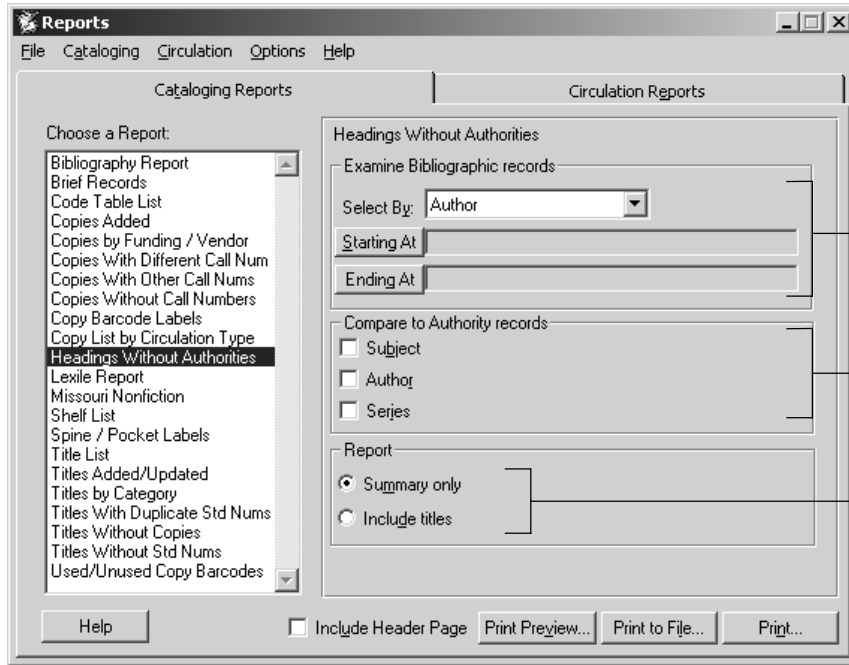 Reports
File Cataloging Circulation Options Help
Cataloging Reports
Circulation Reports
Choose a Report:
Bibliography Report
Brief Records
Code Table List
Copies Added
Copies by Funding / Vendor
Copies With Different Call Num
Copies With Other Call Nums
Copies Without Call Numbers
Copy Barcode Labels
Copy List by Circulation Type
Headings Without Authorities
Lexile Report
Missouri Nonfiction
Shelf List
Spine / Pocket Labels
Title List
Titles Added/Updated
Titles by Category
Titles With Duplicate Std Nums
Titles Without Copies
Titles Without Std Nums
Used/Unused Copy Barcodes
Headings Without Authorities
Examine Bibliographic records
Select By: Author
Starting At
Ending At
Compare to Authority records
Subject
Author
Series
Report
Summary only
Include titles
Help
Include Header Page
Print Preview...
Print to File...
Print...